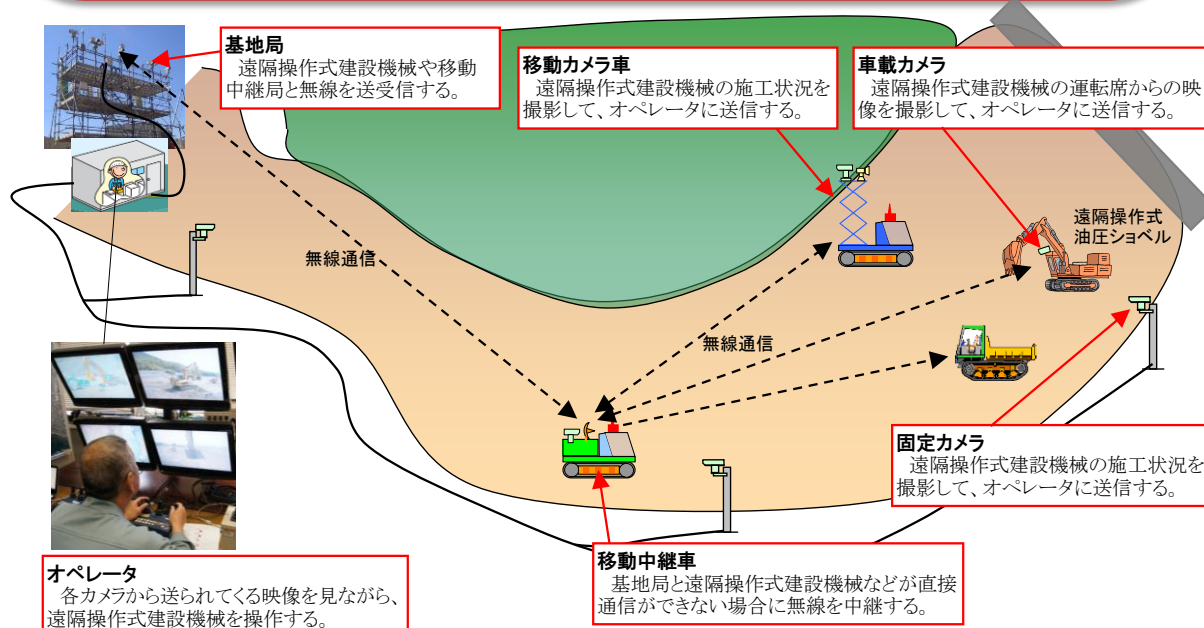 基地局
遠隔操作式建設機械や移動
中継局と無線を送受信する。
移動カメラ車
遠隔操作式建設機械の施工状況を
撮影して、オペレータに送信する。
車載カメラ
遠隔操作式建設機械の運転席からの映
像を撮影して、オペレータに送信する。
遠隔操作式
油圧ショベル
無線通信
無線通信
固定カメラ
遠隔操作式建設機械の施工状況を
撮影して、オペレータに送信する。
移動中継車
基地局と遠隔操作式建設機械などが直接
通信ができない場合に無線を中継する。
オペレータ
各カメラから送られてくる映像を見ながら、
遠隔操作式建設機械を操作する。